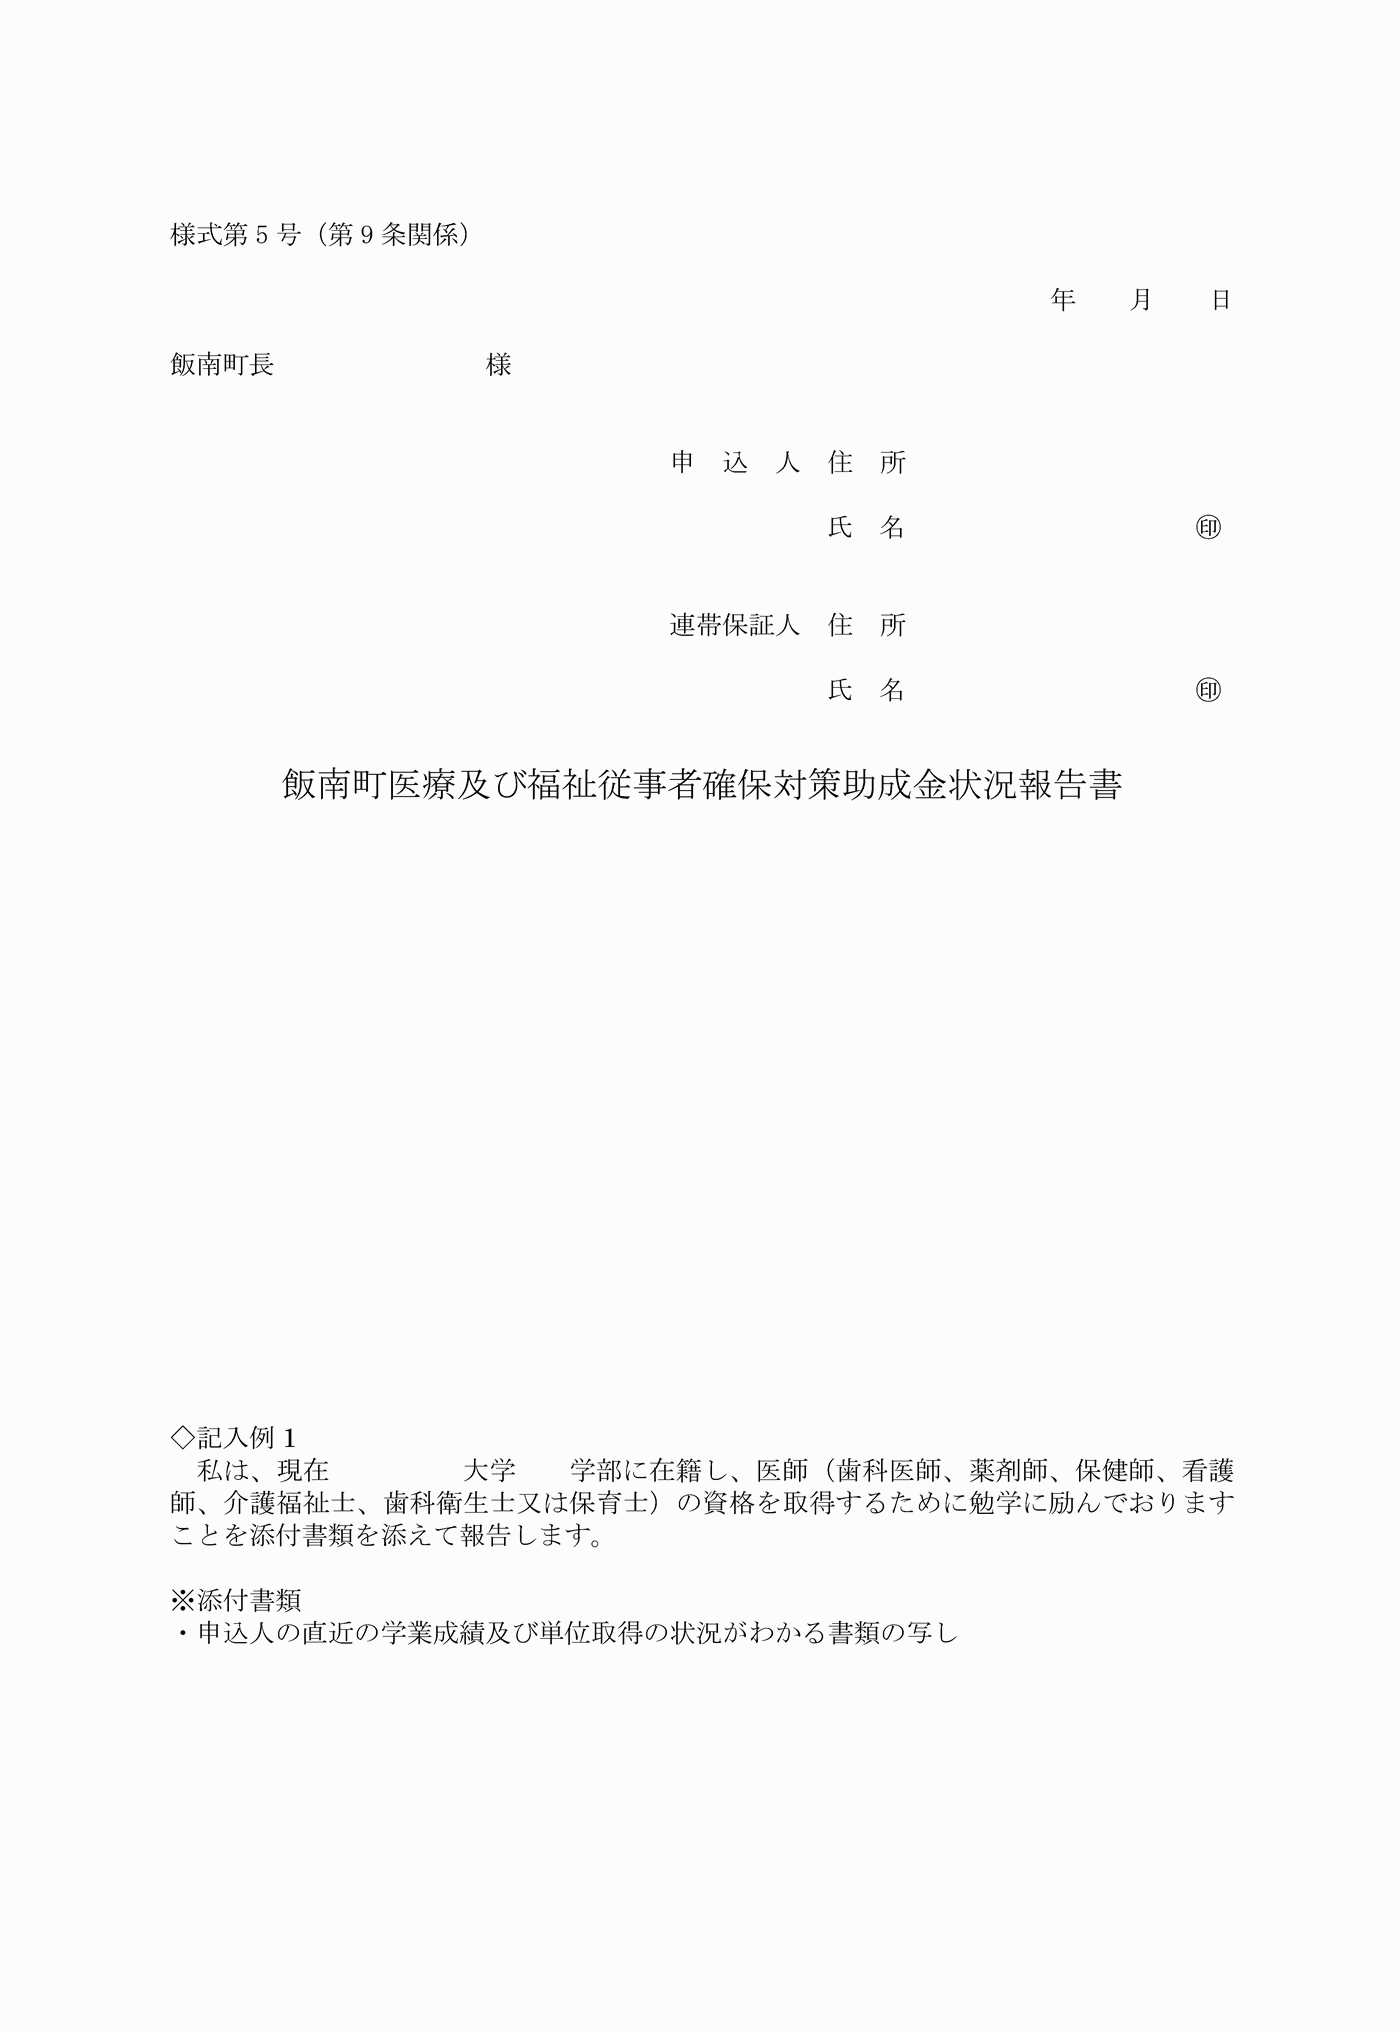 様式第５号（第９条関係）
年　　月　　日
飯南町長　　　　　　　　様
申　込　人　住　所
氏　名　　　　　　　　　　　㊞
連帯保証人　住　所
氏　名　　　　　　　　　　　㊞
飯南町医療及び福祉従事者確保対策助成金状況報告書
◇記入例１
　私は、現在　　　　　大学　　学部に在籍し、医師（歯科医師、薬剤師、保健師、看護
師、介護福祉士、歯科衛生士又は保育士）の資格を取得するために勉学に励んでおります
ことを添付書類を添えて報告します。
※添付書類
・申込人の直近の学業成績及び単位取得の状況がわかる書類の写し